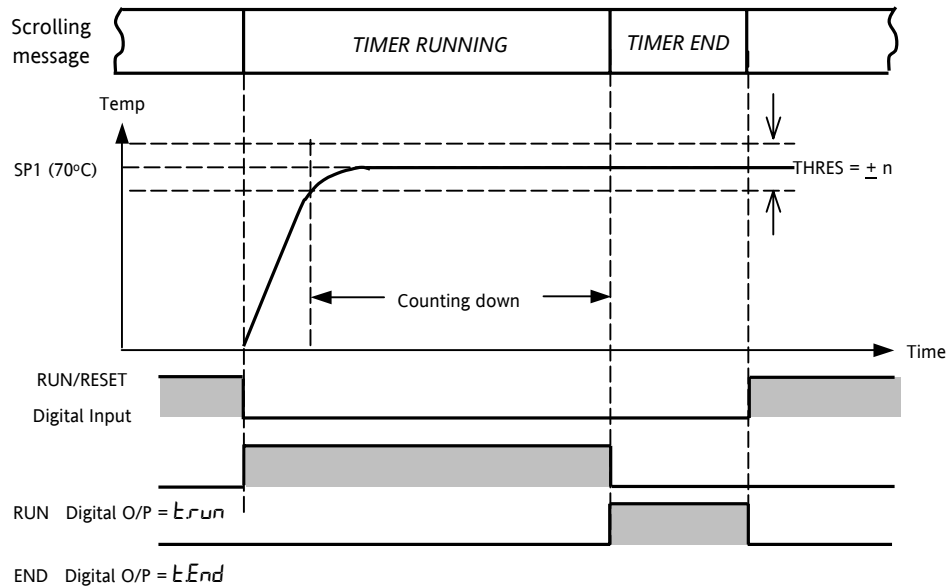 Scrolling
message
TIMER RUNNING
TIMER END
Temp
SP1 (70ºC)
THRES = ± n
Counting down
Time
RUN/RESET
Digital Input
RUN Digital O/P = t.run
END Digital O/P = t.End